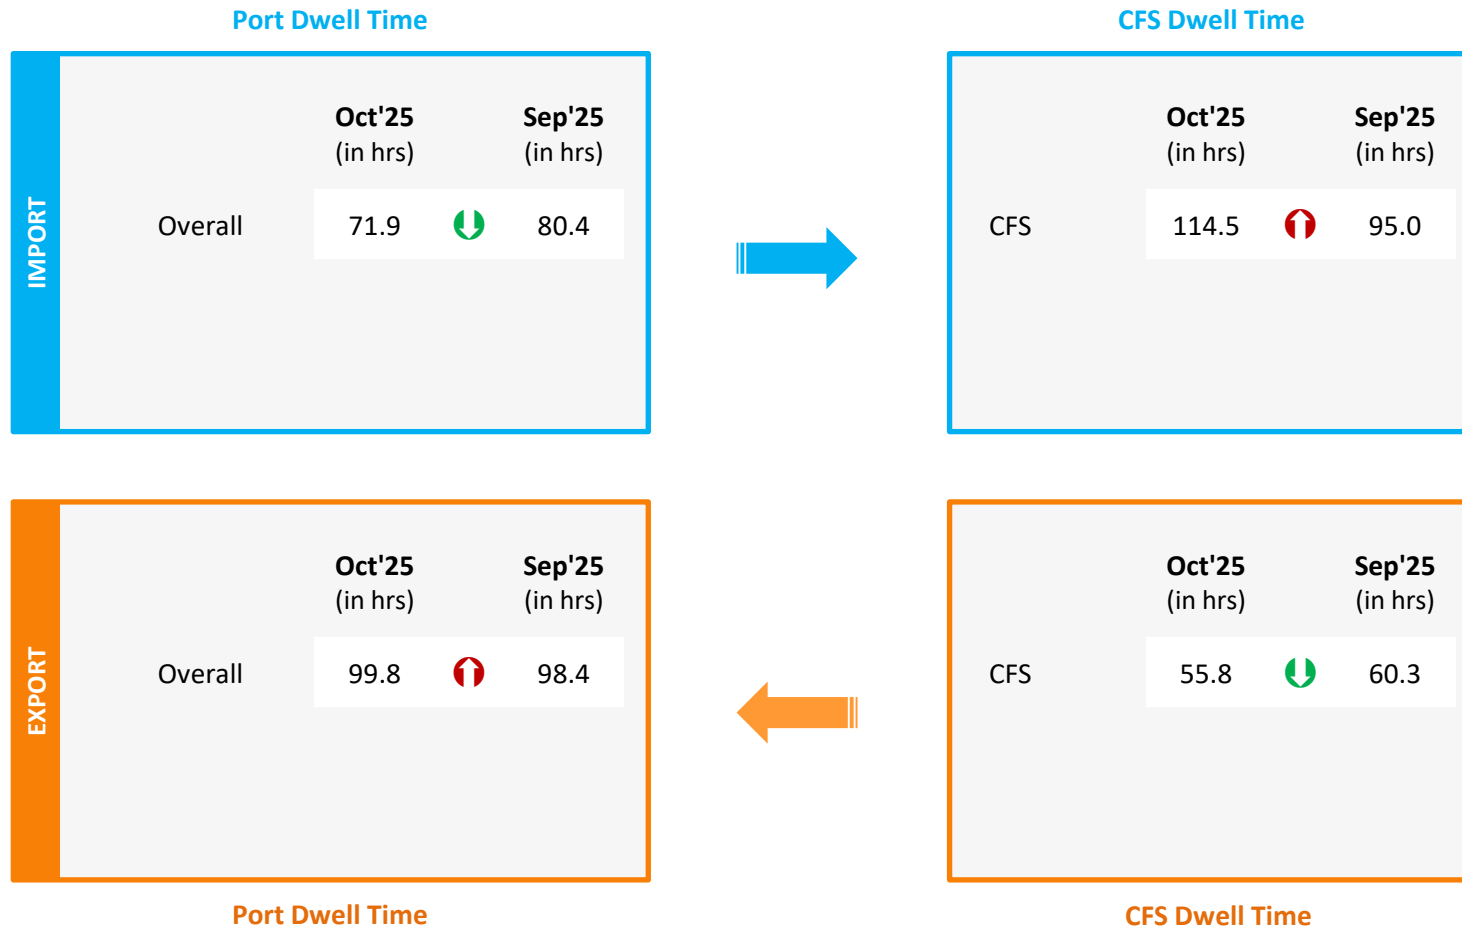 Port Dwell Time
CFS Dwell Time
IMPORT
Oct'25 Sep'25
(in hrs) (in hrs)
Overall 71.9 80.4
Oct'25 Sep'25
(in hrs) (in hrs)
CFS 114.5 95.0
EXPORT
Oct'25 Sep'25
(in hrs) (in hrs)
Overall 99.8 98.4
Oct'25 Sep'25
(in hrs) (in hrs)
CFS 55.8 60.3
Port Dwell Time
CFS Dwell Time